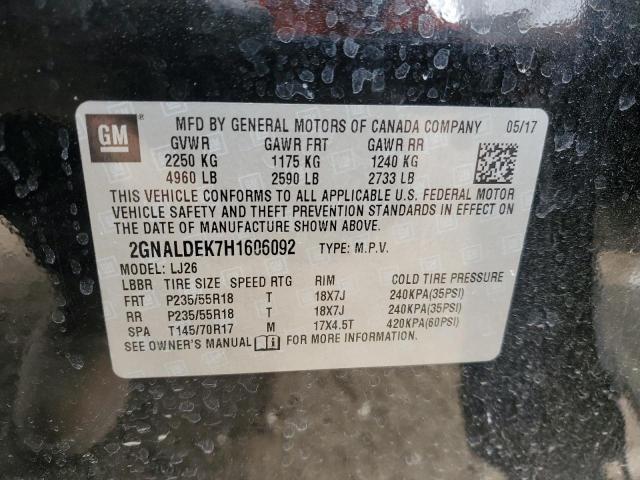 GM ® MFD BY GENERAL MOTORS OF CANADA COMPANY 05/17
GVWR GAWR FRT GAWR RR
2250 KG 1175 KG 1240 KG
4960 LB 2590 LB 2733 LB
THIS VEHICLE CONFORMS TO ALL APPLICABLE U.S. FEDERAL MOTOR
VEHICLE SAFETY AND THEFT PREVENTION STANDARDS IN EFFECT ON
THE DATE OF MANUFACTURE SHOWN ABOVE.
2GNALDEK7H1606092 TYPE: M.P.V.
MODEL: LJ26
LBBR TIRE SIZE SPEED RTG RIM COLD TIRE PRESSURE
FRT P235/55R18 T 18X7J 240KPA(35PSI)
RR P235/55R18 T 18X7J 240KPA(35PSI)
SPA T145/70R17 M 17X4.5T 420KPA(60PSI)
SEE OWNER'S MANUAL FOR MORE INFORMATION.